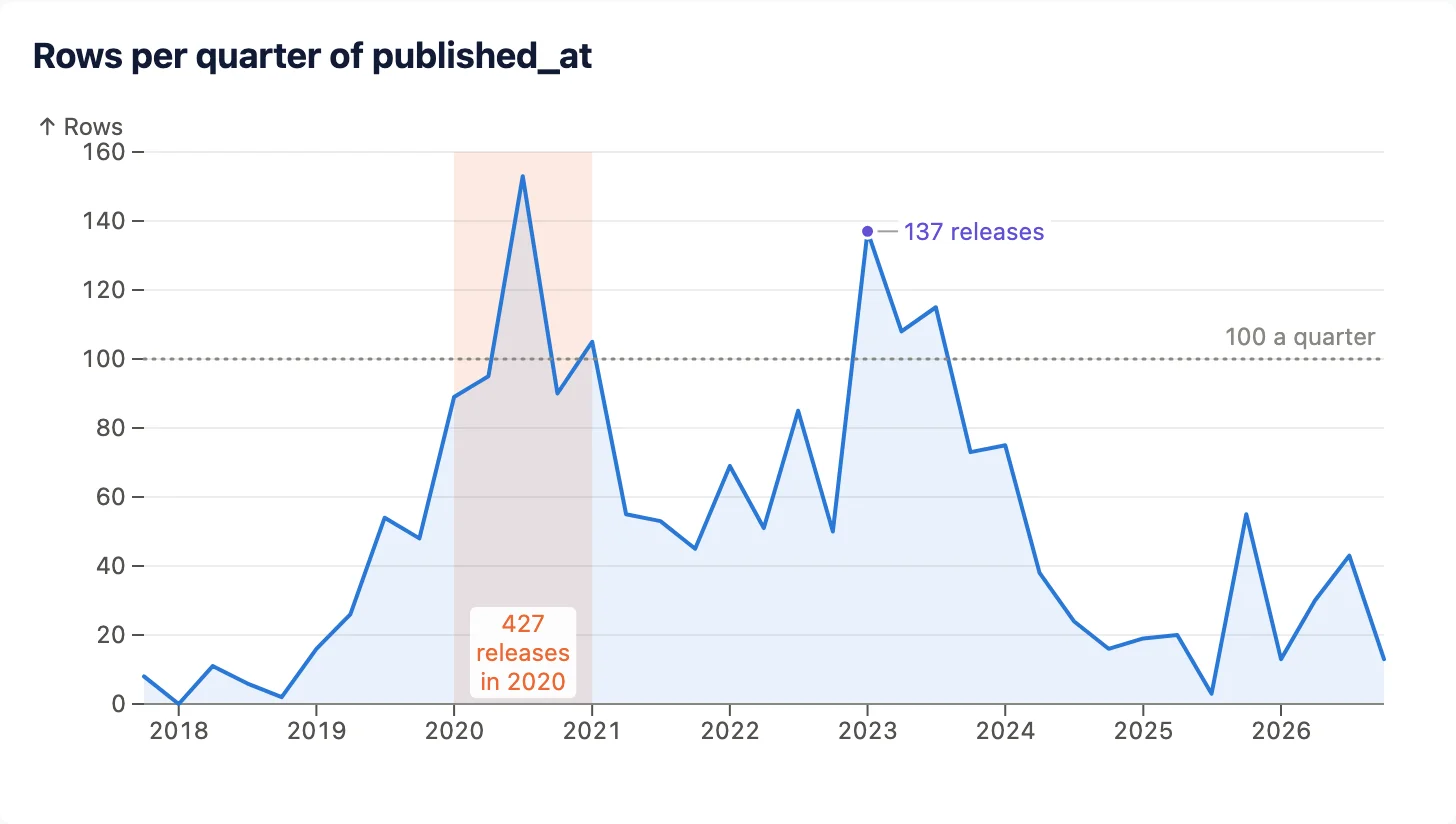 Rows per quarter of published_at
↑ Rows
160
140
137 releases
120
100 a quarter
100
80
60
40
20
427
releases
in 2020
0
2018 2019 2020 2021 2022 2023 2024 2025 2026